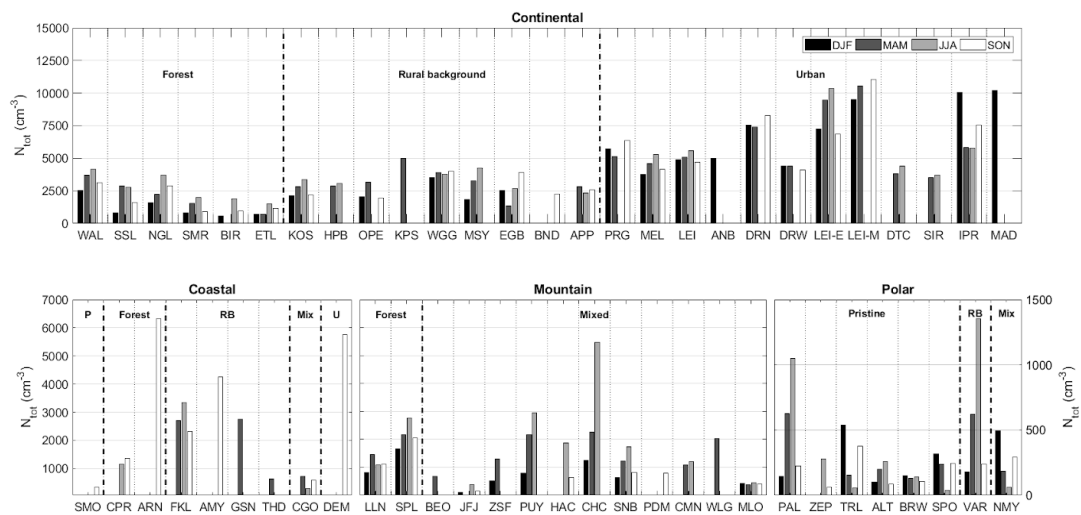 Continental
15000
12500
10000
7500
5000
2500
0
N_tot (cm^-3)
DJF MAM JJA SON
Forest Rural background Urban
WAL SSL NGL SMR BIR ETL KOS HPB OPE KPS WGG MSY EGB BND APP PRG MEL LEI ANB DRN DRW LEI-E LEI-M DTC SIR IPR MAD
Coastal Mountain Polar
7000
6000
5000
4000
3000
2000
1000
N_tot (cm^-3)
P Forest RB Mix U Forest Mixed Pristine RB Mix
1500
1000
500
0
N_tot (cm^-3)
SMO CPR ARN FKL AMY GSN THD CGO DEM LLN SPL BEO JFJ ZSF PUY HAC CHC SNB PDM CMN WLG MLO PAL ZEP TRL ALT BRW SPO VAR NMY